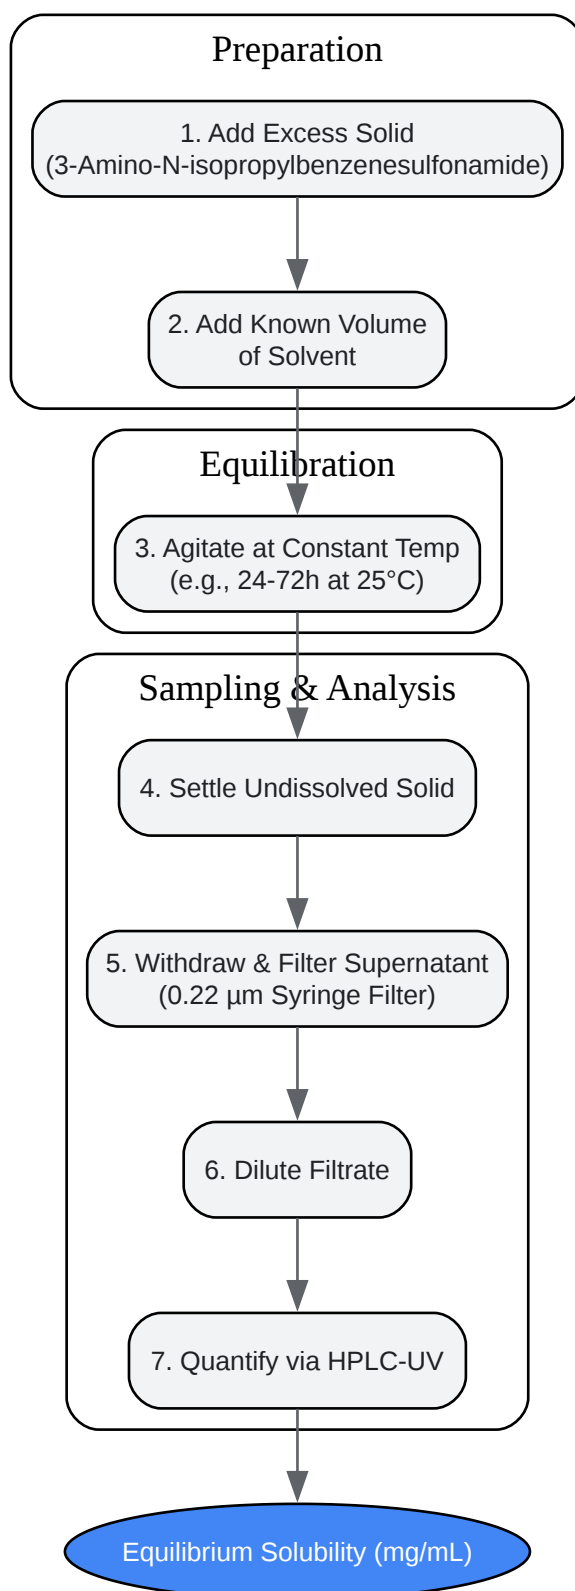 Preparation
1. Add Excess Solid
(3-Amino-N-isopropylbenzenesulfonamide)
2. Add Known Volume
of Solvent
Equilibration
3. Agitate at Constant Temp
(e.g., 24-72h at 25°C)
Sampling & Analysis
4. Settle Undissolved Solid
5. Withdraw & Filter Supernatant
(0.22 µm Syringe Filter)
6. Dilute Filtrate
7. Quantify via HPLC-UV
Equilibrium Solubility (mg/mL)